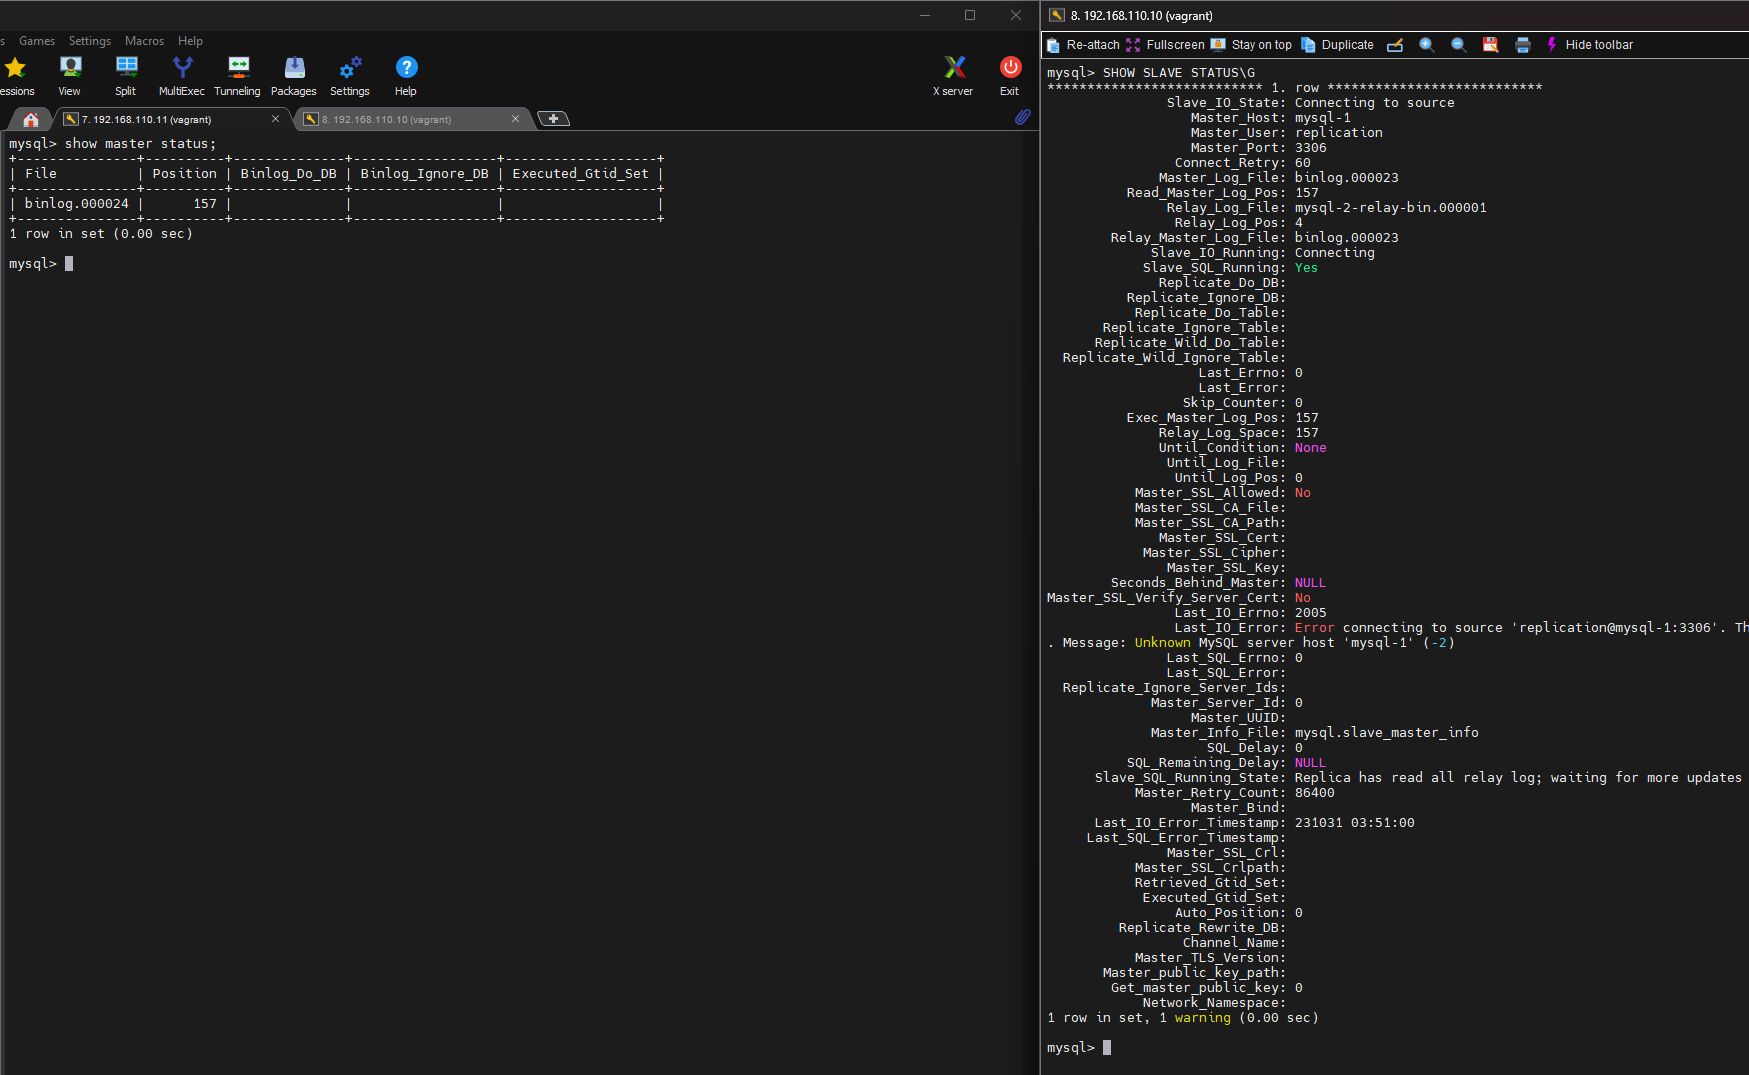 s Games Settings Macros Help
essions View Split MultiExec Tunneling Packages Settings Help X server Exit
7. 192.168.110.11 (vagrant) 8. 192.168.110.10 (vagrant)
mysql> show master status;
+---------------+----------+--------------+------------------+-------------------+
| File          | Position | Binlog_Do_DB | Binlog_Ignore_DB | Executed_Gtid_Set |
+---------------+----------+--------------+------------------+-------------------+
| binlog.000024 |      157 |              |                  |                   |
+---------------+----------+--------------+------------------+-------------------+
1 row in set (0.00 sec)
mysql>
8. 192.168.110.10 (vagrant)
Re-attach Fullscreen Stay on top Duplicate Hide toolbar
mysql> SHOW SLAVE STATUS\G
*************************** 1. row ***************************
Slave_IO_State: Connecting to source
Master_Host: mysql-1
Master_User: replication
Master_Port: 3306
Connect_Retry: 60
Master_Log_File: binlog.000023
Read_Master_Log_Pos: 157
Relay_Log_File: mysql-2-relay-bin.000001
Relay_Log_Pos: 4
Relay_Master_Log_File: binlog.000023
Slave_IO_Running: Connecting
Slave_SQL_Running: Yes
Replicate_Do_DB:
Replicate_Ignore_DB:
Replicate_Do_Table:
Replicate_Ignore_Table:
Replicate_Wild_Do_Table:
Replicate_Wild_Ignore_Table:
Last_Errno: 0
Last_Error:
Skip_Counter: 0
Exec_Master_Log_Pos: 157
Relay_Log_Space: 157
Until_Condition: None
Until_Log_File:
Until_Log_Pos: 0
Master_SSL_Allowed: No
Master_SSL_CA_File:
Master_SSL_CA_Path:
Master_SSL_Cert:
Master_SSL_Cipher:
Master_SSL_Key:
Seconds_Behind_Master: NULL
Master_SSL_Verify_Server_Cert: No
Last_IO_Errno: 2005
Last_IO_Error: Error connecting to source 'replication@mysql-1:3306'. Th
. Message: Unknown MySQL server host 'mysql-1' (-2)
Last_SQL_Errno: 0
Last_SQL_Error:
Replicate_Ignore_Server_Ids:
Master_Server_Id: 0
Master_UUID:
Master_Info_File: mysql.slave_master_info
SQL_Delay: 0
SQL_Remaining_Delay: NULL
Slave_SQL_Running_State: Replica has read all relay log; waiting for more updates
Master_Retry_Count: 86400
Master_Bind:
Last_IO_Error_Timestamp: 231031 03:51:00
Last_SQL_Error_Timestamp:
Master_SSL_Crl:
Master_SSL_Crlpath:
Retrieved_Gtid_Set:
Executed_Gtid_Set:
Auto_Position: 0
Replicate_Rewrite_DB:
Channel_Name:
Master_TLS_Version:
Master_public_key_path:
Get_master_public_key: 0
Network_Namespace:
1 row in set, 1 warning (0.00 sec)
mysql>